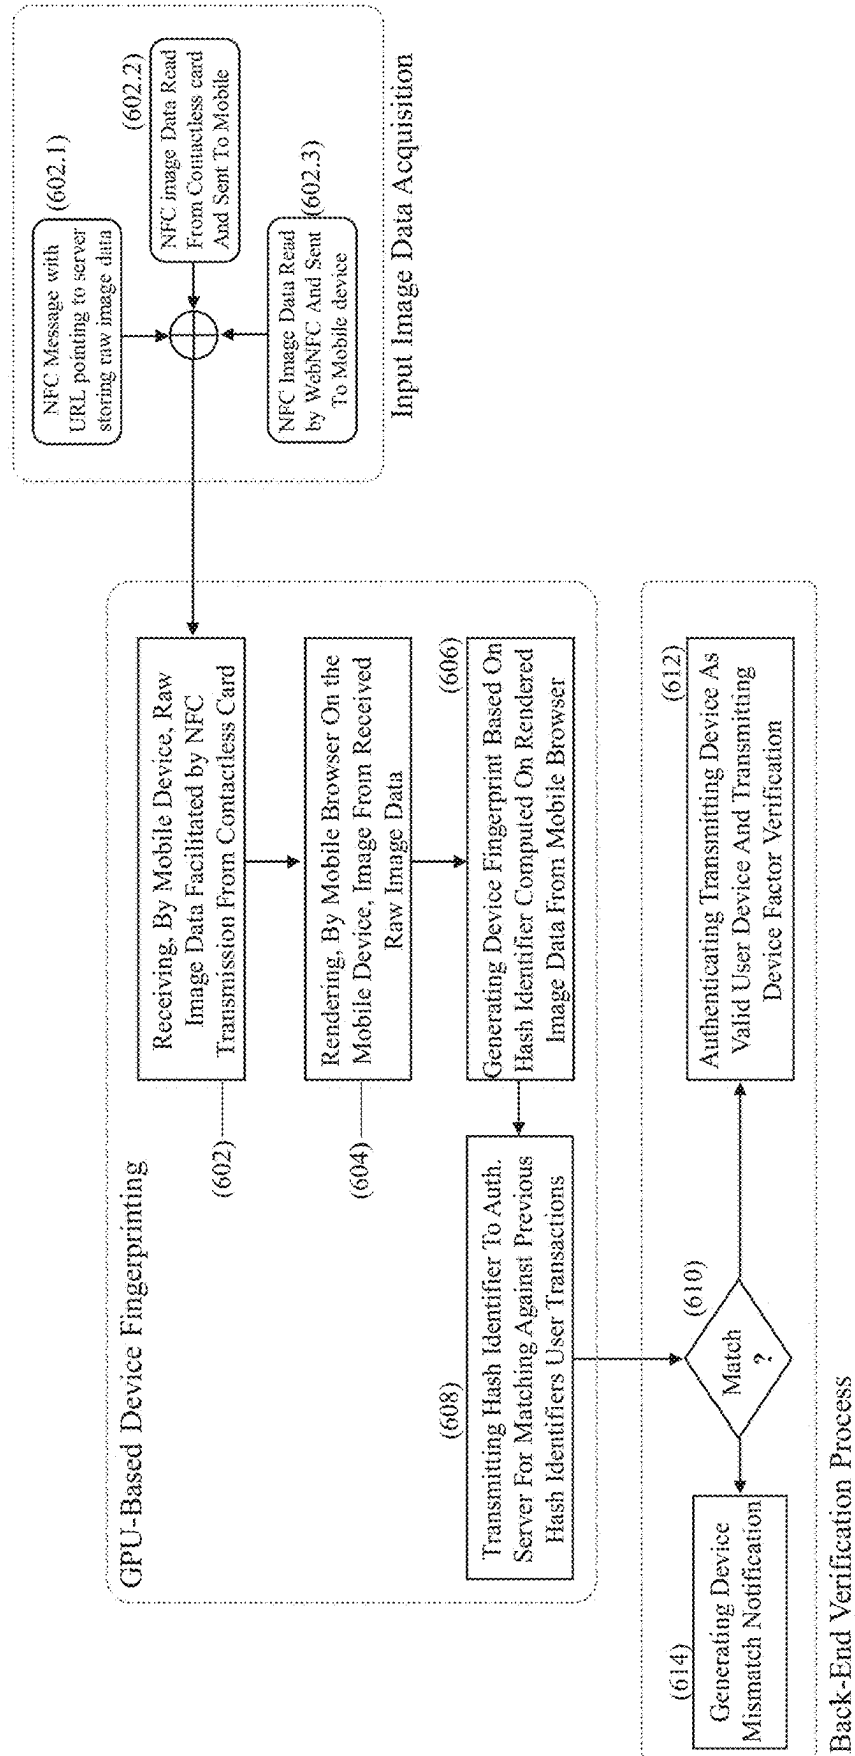 GPU-Based Device Fingerprinting
(602)
Receiving, By Mobile Device, Raw
Image Data Facilitated by NFC
Transmission From Contactless Card
(604)
Rendering, By Mobile Browser On the
Mobile Device, Image From Received
Raw Image Data
(606)
Generating Device Fingerprint Based On
Hash Identifier Computed On Rendered
Image Data From Mobile Browser
(608)
Transmitting Hash Identifier To Auth.
Server For Matching Against Previous
Hash Identifiers User Transactions
(602.1)
NFC Message with
URL pointing to server
storing raw image data
(602.2)
NFC image Data Read
From Contactless card
And Sent To Mobile
(602.3)
NFC Image Data Read
by WebNFC And Sent
To Mobile device
Input Image Data Acquisition
(610)
Match
?
(612)
Authenticating Transmitting Device As
Valid User Device And Transmitting
Device Factor Verification
(614)
Generating Device
Mismatch Notification
Back-End Verification Process